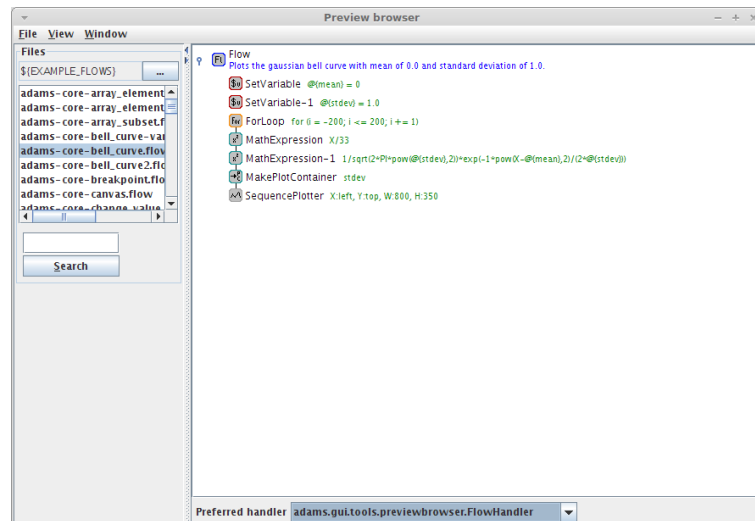 Preview browser
File View Window
Files
${EXAMPLE_FLOWS}
...
adams-core-array_element
adams-core-array_element
adams-core-array_subset.f
adams-core-bell_curve-var
adams-core-bell_curve.flow
adams-core-bell_curve2.flo
adams-core-breakpoint.flo
adams-core-canvas.flow
adams-core-change_value
Search
Flow
Plots the gaussian bell curve with mean of 0.0 and standard deviation of 1.0.
SetVariable @{mean} = 0
SetVariable-1 @{stdev} = 1.0
ForLoop for (i = -200; i <= 200; i += 1)
MathExpression X/33
MathExpression-1 1/sqrt(2*PI*pow(@{stdev},2))*exp(-1*pow(X-@{mean},2)/(2*@{stdev}))
MakePlotContainer stdev
SequencePlotter X:left, Y:top, W:800, H:350
Preferred handler adams.gui.tools.previewbrowser.FlowHandler